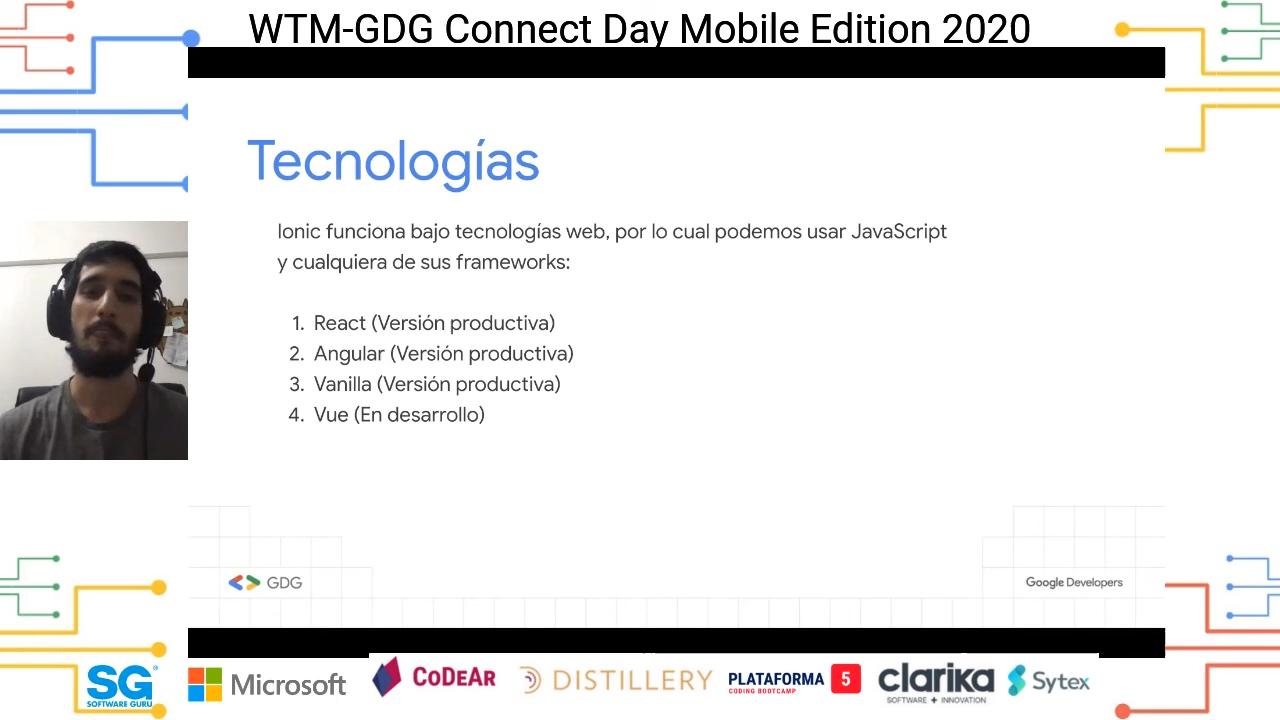 WTM-GDG Connect Day Mobile Edition 2020
Tecnologías
Ionic funciona bajo tecnologías web, por lo cual podemos usar JavaScript
y cualquiera de sus frameworks:
1. React (Versión productiva)
2. Angular (Versión productiva)
3. Vanilla (Versión productiva)
4. Vue (En desarrollo)
GDG
Google Developers
SG
SOFTWARE GURU
Microsoft
CoDeAr
DISTILLERY
PLATAFORMA 5
CODING BOOTCAMP
clarika
SOFTWARE + INNOVATION
Sytex